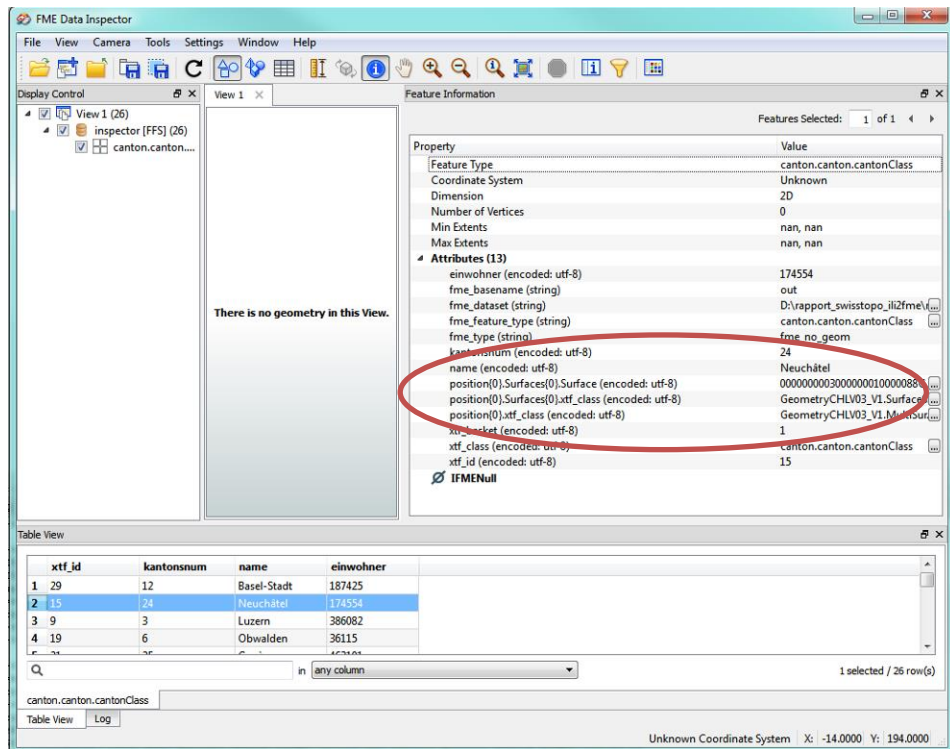 FME Data Inspector
File View Camera Tools Settings Window Help
Display Control
View 1 (26)
inspector [FFS] (26)
canton.canton....
View 1
There is no geometry in this View.
Feature Information
Features Selected: 1 of 1
Property Value
Feature Type canton.canton.cantonClass
Coordinate System Unknown
Dimension 2D
Number of Vertices 0
Min Extents nan, nan
Max Extents nan, nan
Attributes (13)
einwohner (encoded: utf-8) 174554
fme_basename (string) out
fme_dataset (string) D:\rapport_swisstopo_ili2fme\r...
fme_feature_type (string) canton.canton.cantonClass ...
fme_type (string) fme_no_geom
kantonsnum (encoded: utf-8) 24
name (encoded: utf-8) Neuchâtel
position{0}.Surfaces{0}.Surface (encoded: utf-8) ...
position{0}.Surfaces{0}.xtf_class (encoded: utf-8) GeometryCHLV03_V1.Surface ...
position{0}.xtf_class (encoded: utf-8) GeometryCHLV03_V1.MultiSur...
xtf_basket (encoded: utf-8) 1
xtf_class (encoded: utf-8) canton.canton.cantonClass ...
xtf_id (encoded: utf-8) 15
IFMENull
Table View
xtf_id kantonsnum name einwohner
1 29 12 Basel-Stadt 187425
2 15 24 Neuchâtel 174554
3 9 3 Luzern 386082
4 19 6 Obwalden 36115
in any column 1 selected / 26 row(s)
canton.canton.cantonClass
Table View Log
Unknown Coordinate System X: -14.0000 Y: 194.0000